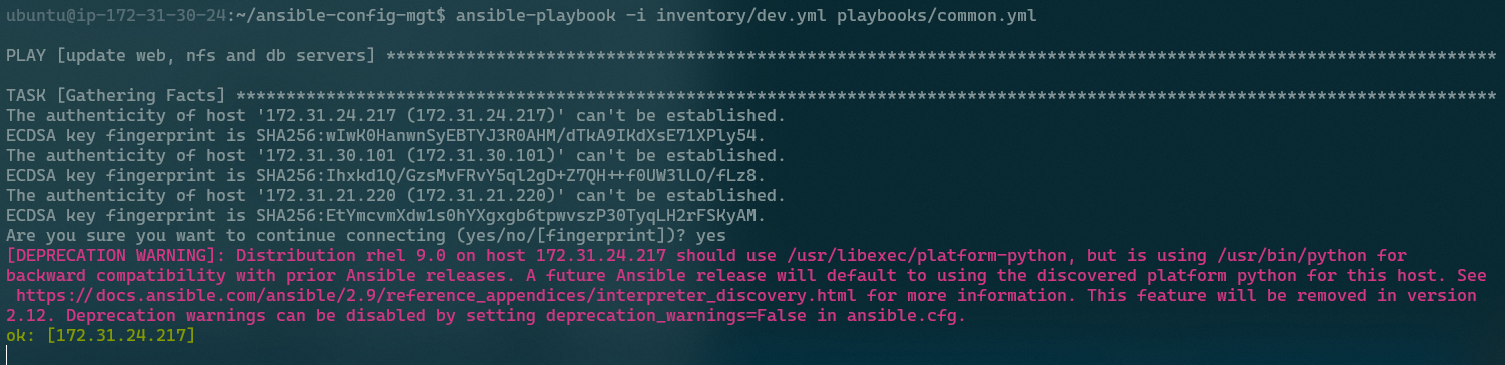 ubuntu@ip-172-31-30-24:~/ansible-config-mgt$ ansible-playbook -i inventory/dev.yml playbooks/common.yml
PLAY [update web, nfs and db servers] ***************************************************************************************************************
TASK [Gathering Facts] ******************************************************************************************************************************
The authenticity of host '172.31.24.217 (172.31.24.217)' can't be established.
ECDSA key fingerprint is SHA256:wIwK0HanwnSyEBTYJ3R0AHM/dTkA9IKdXsE71XPly54.
The authenticity of host '172.31.30.101 (172.31.30.101)' can't be established.
ECDSA key fingerprint is SHA256:Ihxkd1Q/GzsMvFRvY5ql2gD+Z7QH++f0UW3lLO/fLz8.
The authenticity of host '172.31.21.220 (172.31.21.220)' can't be established.
ECDSA key fingerprint is SHA256:EtYmcvmXdw1s0hYXgxgb6tpwvszP30TyqLH2rFSKyAM.
Are you sure you want to continue connecting (yes/no/[fingerprint])? yes
[DEPRECATION WARNING]: Distribution rhel 9.0 on host 172.31.24.217 should use /usr/libexec/platform-python, but is using /usr/bin/python for
backward compatibility with prior Ansible releases. A future Ansible release will default to using the discovered platform python for this host. See
https://docs.ansible.com/ansible/2.9/reference_appendices/interpreter_discovery.html for more information. This feature will be removed in version
2.12. Deprecation warnings can be disabled by setting deprecation_warnings=False in ansible.cfg.
ok: [172.31.24.217]